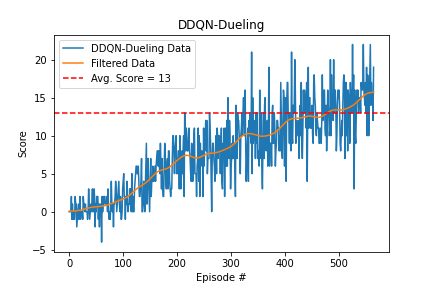 DDQN-Dueling
DDQN-Dueling Data
Filtered Data
Avg. Score = 13
Score
20
15
10
5
0
−5
0 100 200 300 400 500
Episode #